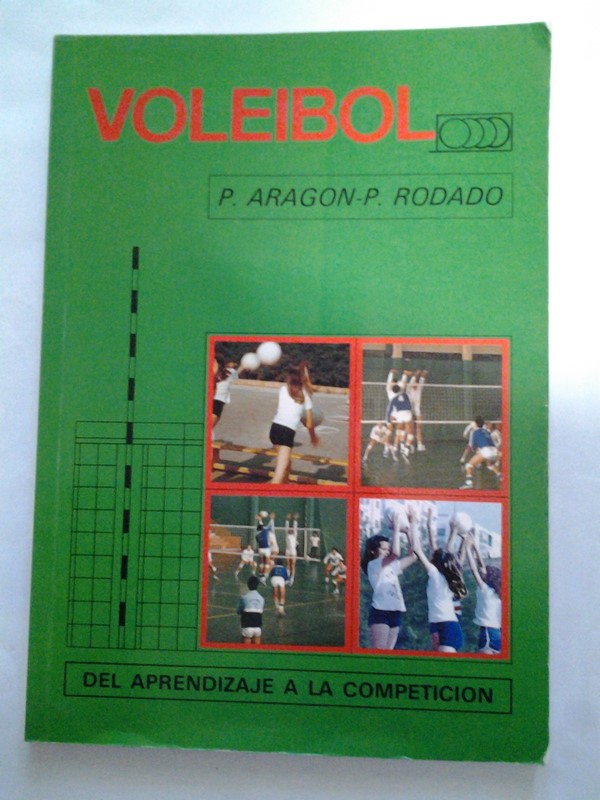 VOLEIBOL
P. ARAGON-P. RODADO
DEL APRENDIZAJE A LA COMPETICION